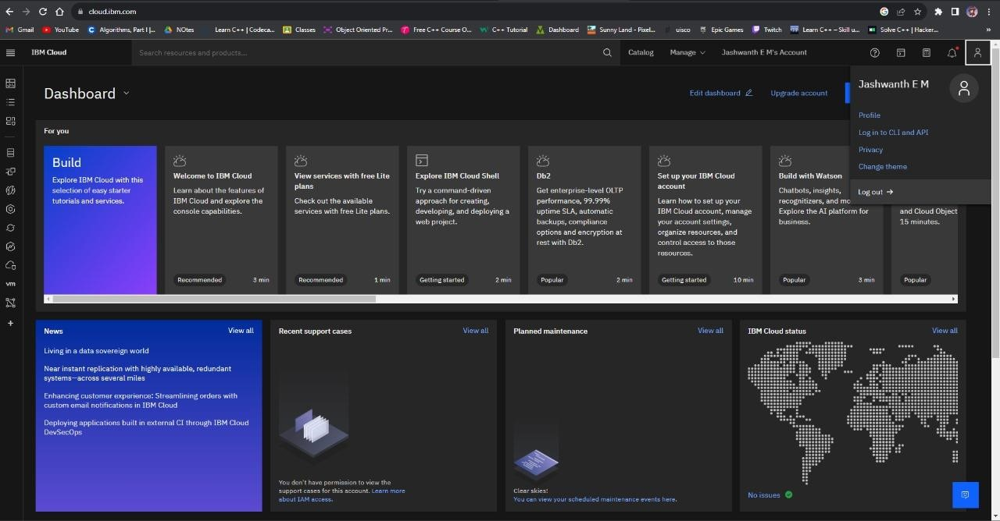 cloud.ibm.com
Gmail
YouTube
Algorithms, Part I |...
NOtes
Learn C++ | Codeca...
Classes
Object Oriented Pr...
Free C++ Course O...
C++ Tutorial
Dashboard
Sunny Land - Pixel...
uisco
Epic Games
Twitch
Learn C++ – Skill u...
Solve C++ | Hacker...
»
IBM Cloud
Search resources and products...
Catalog
Manage
Jashwanth E M's Account
Jashwanth E M
Profile
Log in to CLI and API
Privacy
Change theme
Log out →
Dashboard
Edit dashboard
Upgrade account
For you
Build
Explore IBM Cloud with this
selection of easy starter
tutorials and services.
Welcome to IBM Cloud
Learn about the features of
IBM Cloud and explore the
console capabilities.
Recommended
3 min
View services with free Lite
plans
Check out the available
services with free Lite plans.
Recommended
1 min
Explore IBM Cloud Shell
Try a command-driven
approach for creating,
developing, and deploying a
web project.
Getting started
2 min
Db2
Get enterprise-level OLTP
performance, 99.99%
uptime SLA, automatic
backups, compliance
options and encryption at
rest with Db2.
Popular
2 min
Set up your IBM Cloud
account
Learn how to set up your
IBM Cloud account, manage
your account settings,
organize resources, and
control access to those
resources.
Getting started
10 min
Build with Watson
Chatbots, insights,
recognizers, and mo
Explore the AI platform for
business.
Popular
3 min
and Cloud Object
15 minutes.
Popular
vm
News
View all
Living in a data sovereign world
Near instant replication with highly available, redundant
systems—across several miles
Enhancing customer experience: Streamlining orders with
custom email notifications in IBM Cloud
Deploying applications built in external CI through IBM Cloud
DevSecOps
Recent support cases
View all
You don't have permission to view the
support cases for this account. Learn more
about IAM access.
Planned maintenance
View all
Clear skies!
You can view your scheduled maintenance events here.
IBM Cloud status
View all
No issues